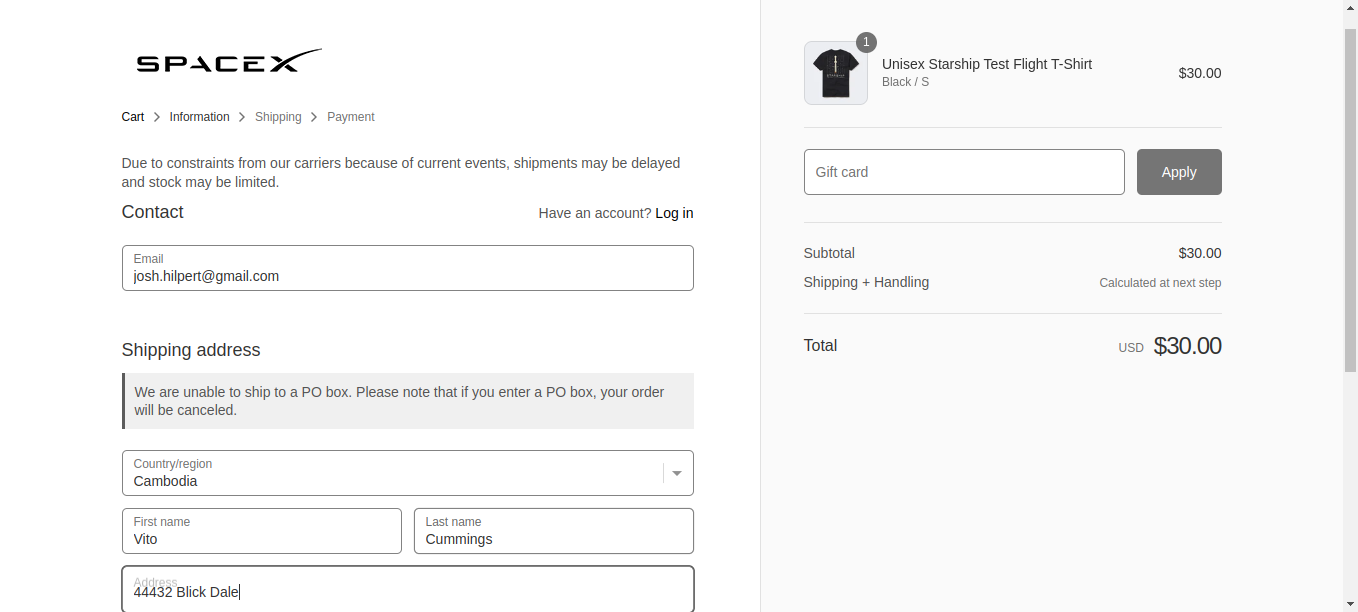 SPACEX
Cart > Information > Shipping > Payment
Due to constraints from our carriers because of current events, shipments may be delayed
and stock may be limited.
Contact
Have an account? Log in
Email
josh.hilpert@gmail.com
Shipping address
We are unable to ship to a PO box. Please note that if you enter a PO box, your order
will be canceled.
Country/region
Cambodia
First name
Vito
Last name
Cummings
Address
44432 Blick Dale
1
Unisex Starship Test Flight T-Shirt
Black / S
$30.00
Gift card
Apply
Subtotal
$30.00
Shipping + Handling
Calculated at next step
Total
USD $30.00